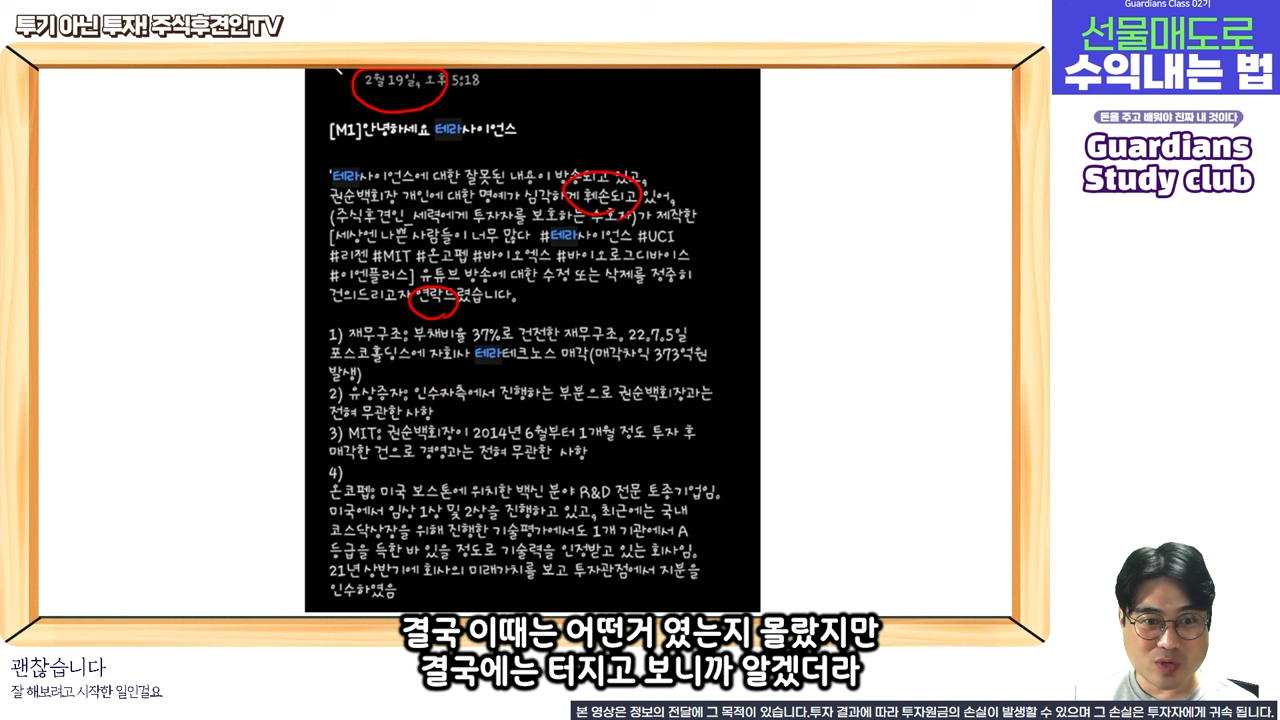 투기 아닌 투자! 주식후견인TV
Guardians Class 02기
선물매도로
수익내는 법
돈을 주고 배워야 진짜 내 것이다
Guardians
Study club
2월 19일, 오후 5:18
[M1]안녕하세요 테라사이언스
'테라사이언스에 대한 잘못된 내용이 방송되고 있고,
권순백회장 개인에 대한 명예가 심각하게 훼손되고 있어,
(주식후견인_세력에게 투자자를 보호하는 수호자)가 제작한
[세상엔 나쁜 사람들이 너무 많다 #테라사이언스 #UCI
#리젠 #MIT #온고펩 #바이오엑스 #바이오로그디바이스
#이엔플러스] 유튜브 방송에 대한 수정 또는 삭제를 정중히
건의드리고자 연락드렸습니다.
1) 재무구조: 부채비율 37%로 건전한 재무구조. 22.7.5일
포스코홀딩스에 자회사 테라테크노스 매각(매각차익 373억원
발생)
2) 유상증자: 인수자측에서 진행하는 부분으로 권순백회장과는
전혀 무관한 사항
3) MIT: 권순백회장이 2014년 6월부터 1개월 정도 투자 후
매각한 건으로 경영과는 전혀 무관한 사항
4)
온코펩: 미국 보스톤에 위치한 백신 분야 R&D 전문 토종기업임.
미국에서 임상 1상 및 2상을 진행하고 있고, 최근에는 국내
코스닥상장을 위해 진행한 기술평가에서도 1개 기관에서 A
등급을 득한 바 있을 정도로 기술력을 인정받고 있는 회사임.
21년 상반기에 회사의 미래가치를 보고 투자관점에서 지분을
인수하였음
결국 이때는 어떤거 였는지 몰랐지만
결국에는 터지고 보니까 알겠더라
괜찮습니다
잘 해보려고 시작한 일인걸요
본 영상은 정보의 전달에 그 목적이 있습니다.투자 결과에 따라 투자원금의 손실이 발생할 수 있으며 그 손실은 투자자에게 귀속 됩니다.